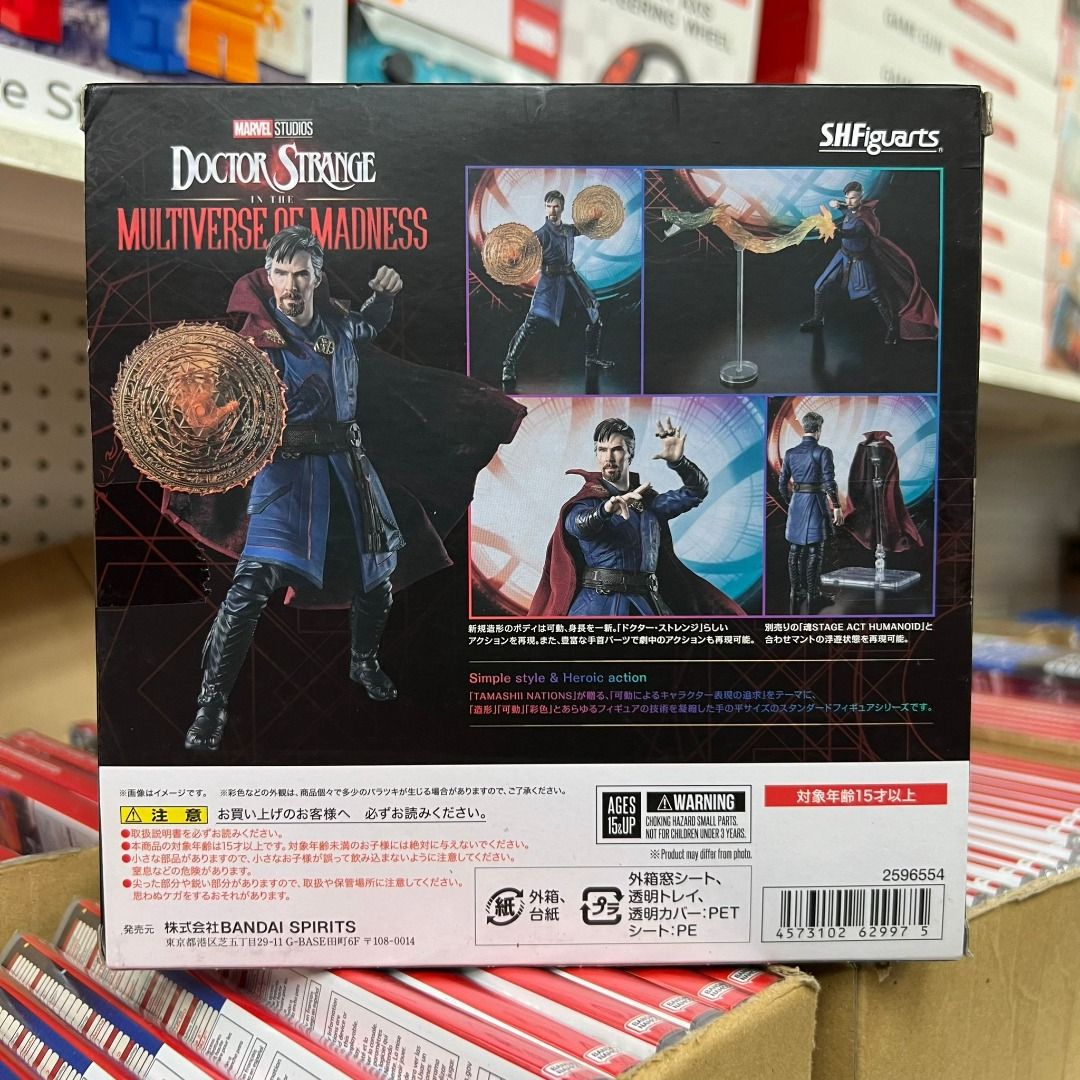 MARVEL STUDIOS
DOCTOR STRANGE
IN THE
MULTIVERSE OF MADNESS
S.H.Figuarts
新規造形のボディは可動、身長を一新。「ドクター・ストレンジ」らしい
アクションを再現。また、豊富な手首パーツで劇中のアクションも再現可能。
別売りの「魂STAGE ACT HUMANOID」と
合わせマントの浮遊状態を再現可能。
Simple style & Heroic action
「TAMASHII NATIONS」が贈る、「可動によるキャラクター表現の追求」をテーマに、
「造形」「可動」「彩色」とあらゆるフィギュアの技術を凝縮した手の平サイズのスタンダードフィギュアシリーズです。
※画像はイメージです。 ※彩色などの外観は、商品個々で多少のバラツキが生じる場合がありますので、ご了承ください。
注意 お買い上げのお客様へ 必ずお読みください。
●取扱説明書を必ずお読みください。
●本商品の対象年齢は15才以上です。対象年齢未満のお子様には絶対に与えないでください。
●小さな部品がありますので、小さなお子様が誤って飲み込まないように注意してください。
窒息などの危険があります。
●尖った部分や鋭い部分がありますので、取扱や保管場所に注意してください。
思わぬケガをするおそれがあります。
発売元 株式会社BANDAI SPIRITS
東京都港区芝五丁目29-11 G-BASE田町6F 〒108-0014
AGES
15&UP
WARNING
CHOKING HAZARD SMALL PARTS.
NOT FOR CHILDREN UNDER 3 YEARS.
※Product may differ from photo.
対象年齢15才以上
紙
外箱、
台紙
プラ
外箱窓シート、
透明トレイ、
透明カバー:PET
シート:PE
2596554
4573102 62997 5
STEERING WHEEL
GAME GUN